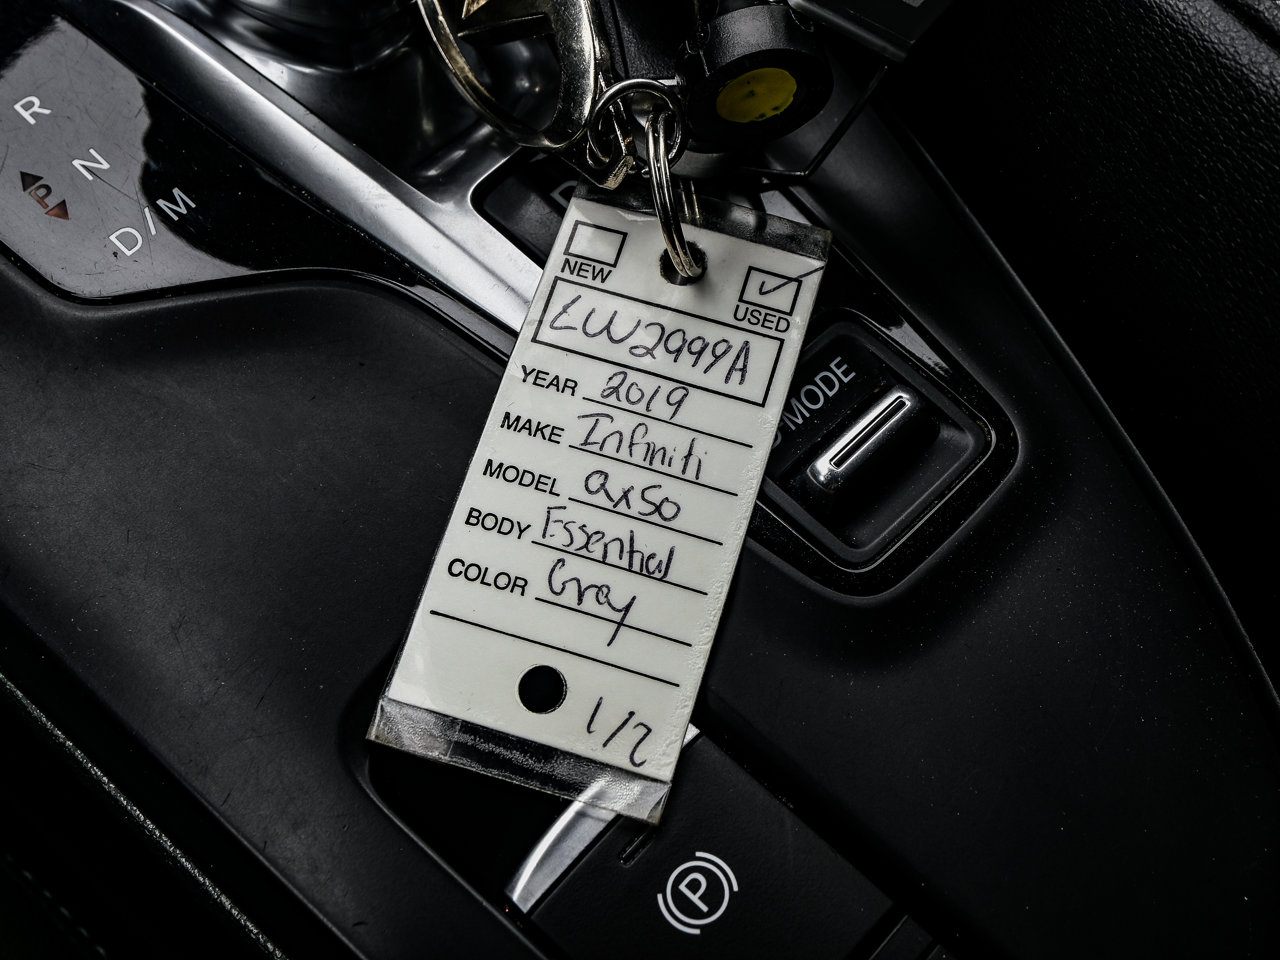 R
N
P
D/M
NEW
USED
LW2999A
YEAR 2019
MAKE Infiniti
MODEL QX50
BODY Essential
COLOR Gray
1/2
MODE
P